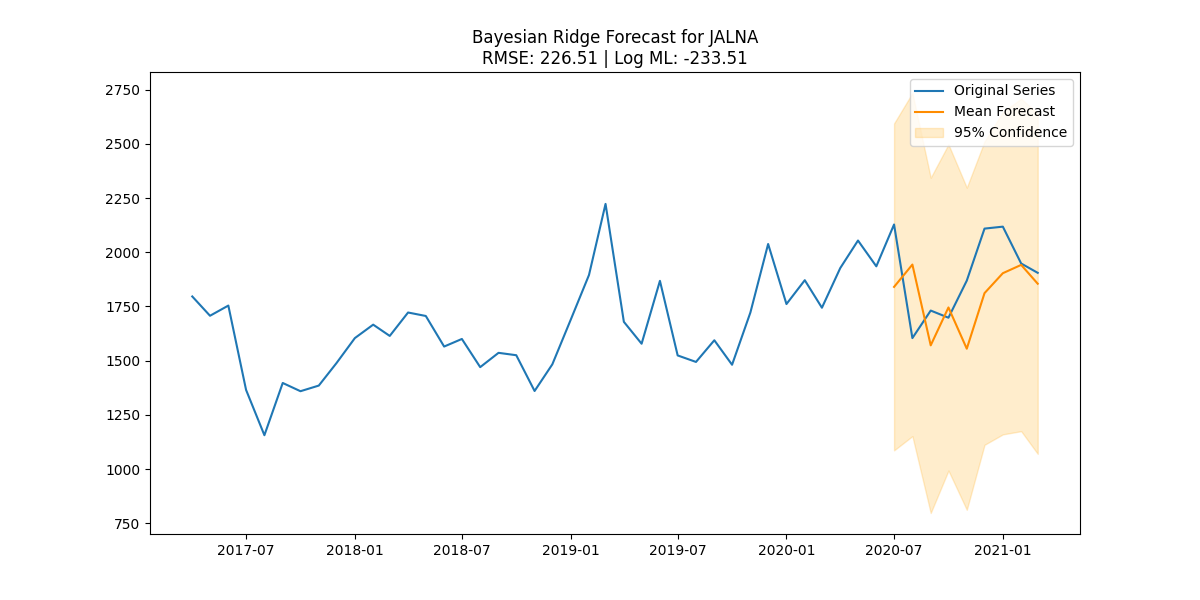 Bayesian Ridge Forecast for JALNA
RMSE: 226.51 | Log ML: -233.51
Original Series
Mean Forecast
95% Confidence
2750
2500
2250
2000
1750
1500
1250
1000
750
2017-07 2018-01 2018-07 2019-01 2019-07 2020-01 2020-07 2021-01